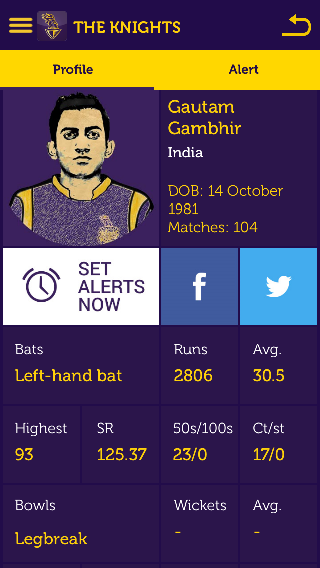 THE KNIGHTS
Profile
Alert
Gautam
Gambhir
India
DOB: 14 October
1981
Matches: 104
SET
ALERTS
NOW
f
Bats
Left-hand bat
Runs
2806
Avg.
30.5
Highest
93
SR
125.37
50s/100s
23/0
Ct/st
17/0
Bowls
Legbreak
Wickets
-
Avg.
-